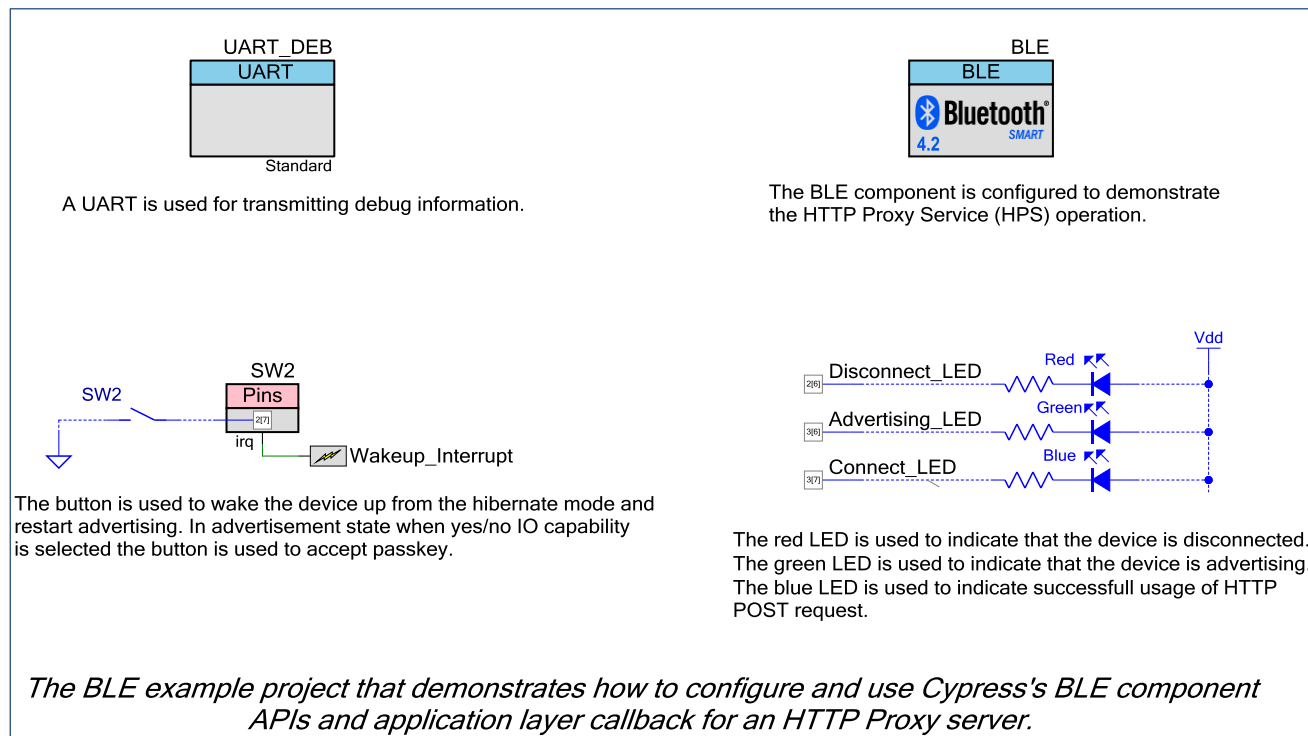 UART_DEB
UART
Standard
A UART is used for transmitting debug information.
BLE
BLE
Bluetooth®
SMART
4.2
The BLE component is configured to demonstrate
the HTTP Proxy Service (HPS) operation.
SW2
SW2
Pins
2[7]
irq
Wakeup_Interrupt
The button is used to wake the device up from the hibernate mode and
restart advertising. In advertisement state when yes/no IO capability
is selected the button is used to accept passkey.
Vdd
2[6]
Disconnect_LED
Red
3[6]
Advertising_LED
Green
3[7]
Connect_LED
Blue
The red LED is used to indicate that the device is disconnected.
The green LED is used to indicate that the device is advertising.
The blue LED is used to indicate successfull usage of HTTP
POST request.
The BLE example project that demonstrates how to configure and use Cypress's BLE component
APIs and application layer callback for an HTTP Proxy server.